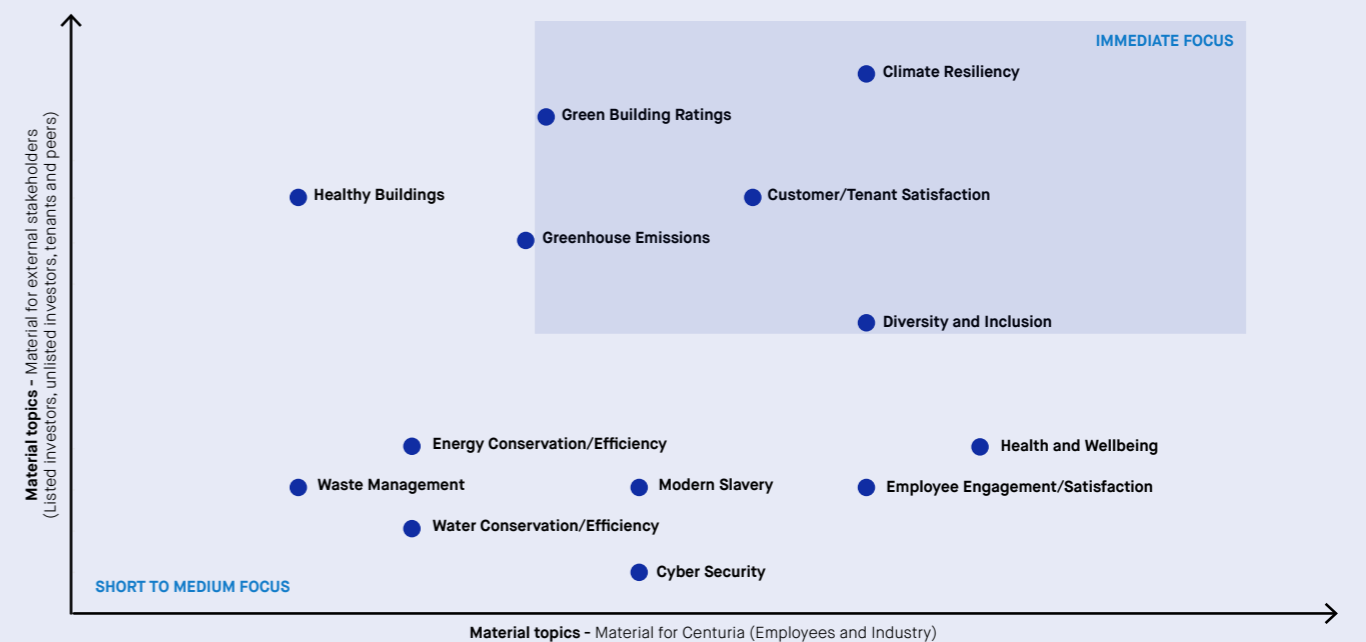 IMMEDIATE FOCUS
Climate Resiliency
Green Building Ratings
Healthy Buildings
Customer/Tenant Satisfaction
Greenhouse Emissions
Diversity and Inclusion
Energy Conservation/Efficiency
Health and Wellbeing
Waste Management
Modern Slavery
Employee Engagement/Satisfaction
Water Conservation/Efficiency
Cyber Security
SHORT TO MEDIUM FOCUS
Material topics - Material for external stakeholders
(Listed investors, unlisted investors, tenants and peers)
Material topics - Material for Centuria (Employees and Industry)